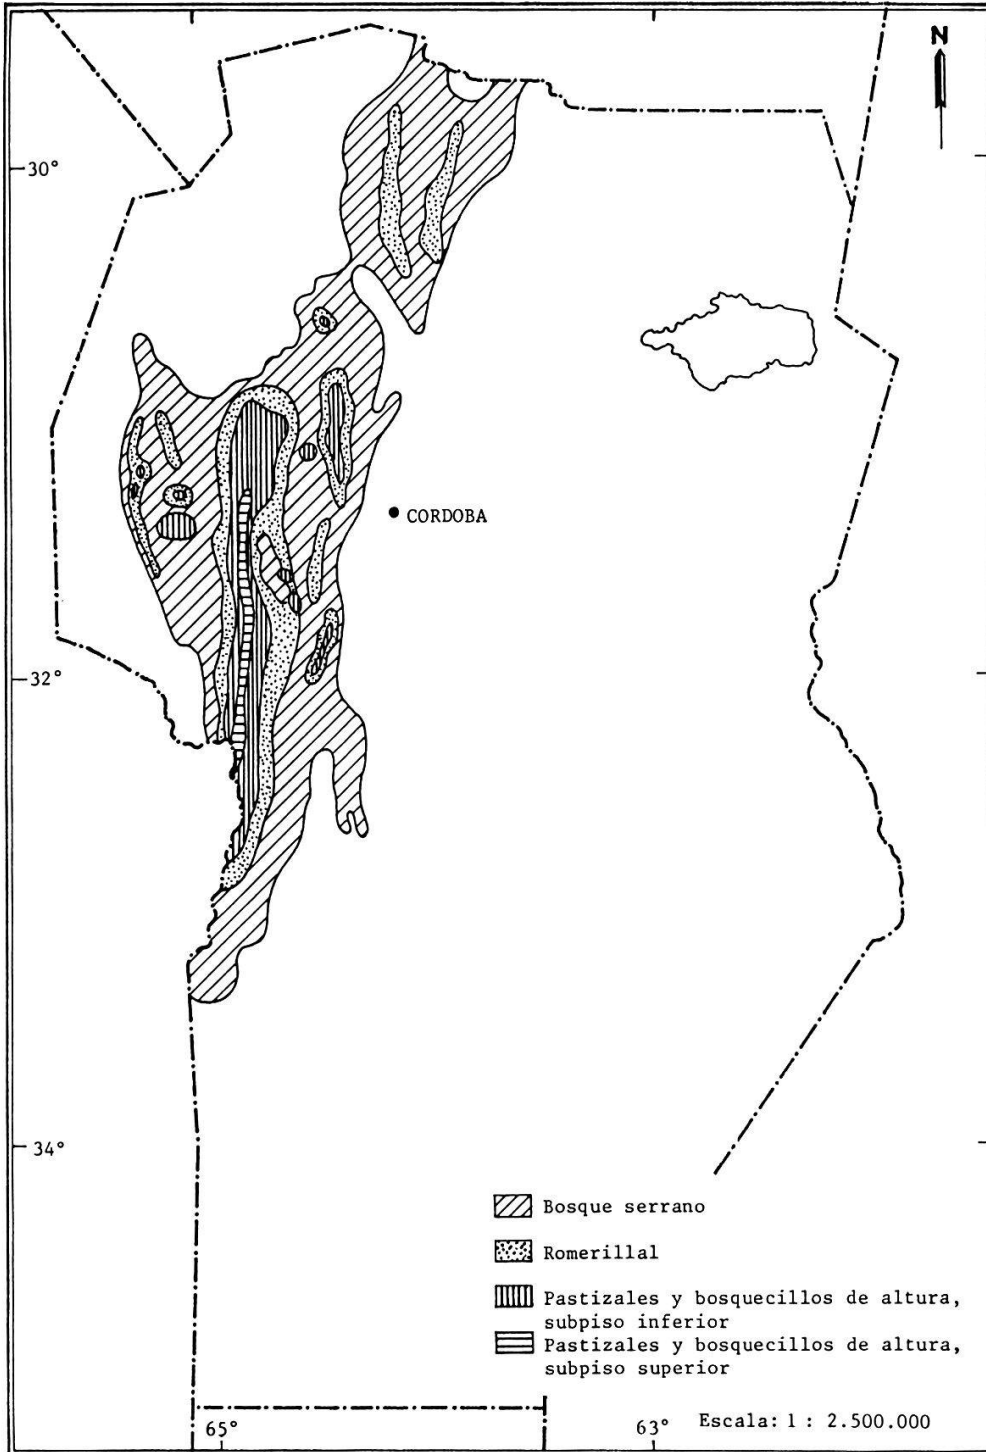 N
30°
CORDOBA
32°
34°
Bosque serrano
Romerillal
Pastizales y bosquecillos de altura,
subpiso inferior
Pastizales y bosquecillos de altura,
subpiso superior
65°
63°
Escala: 1 : 2.500.000